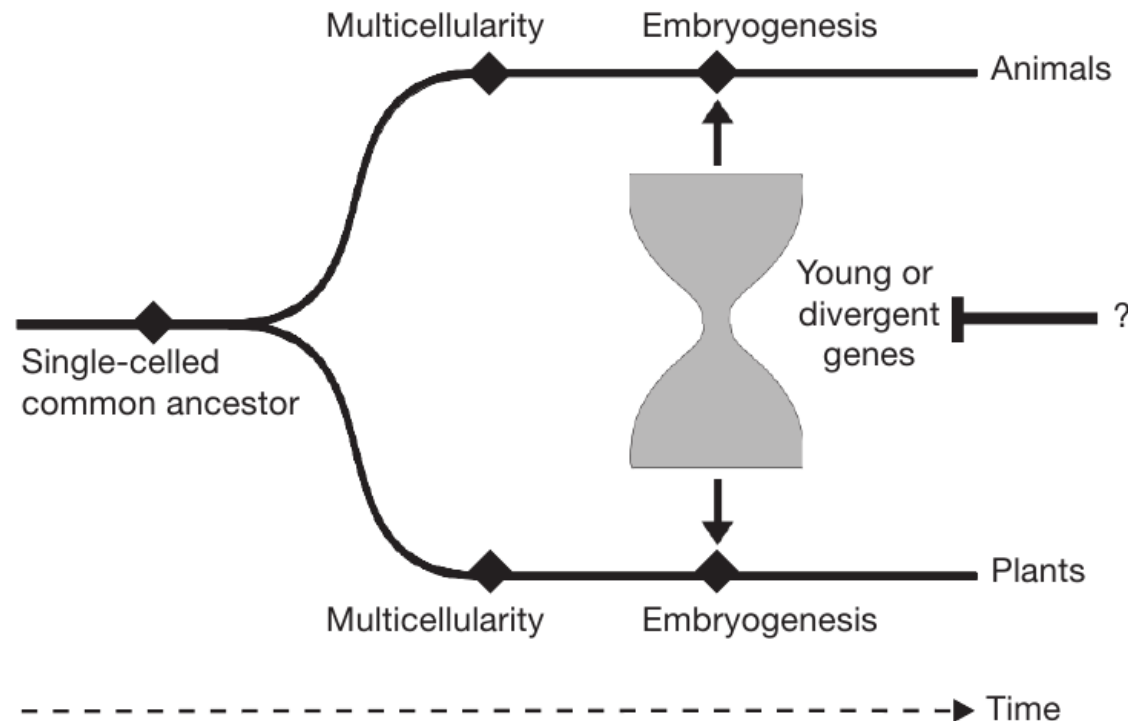 Multicellularity
Embryogenesis
Animals
Young or
divergent
genes
?
Single-celled
common ancestor
Plants
Multicellularity
Embryogenesis
Time